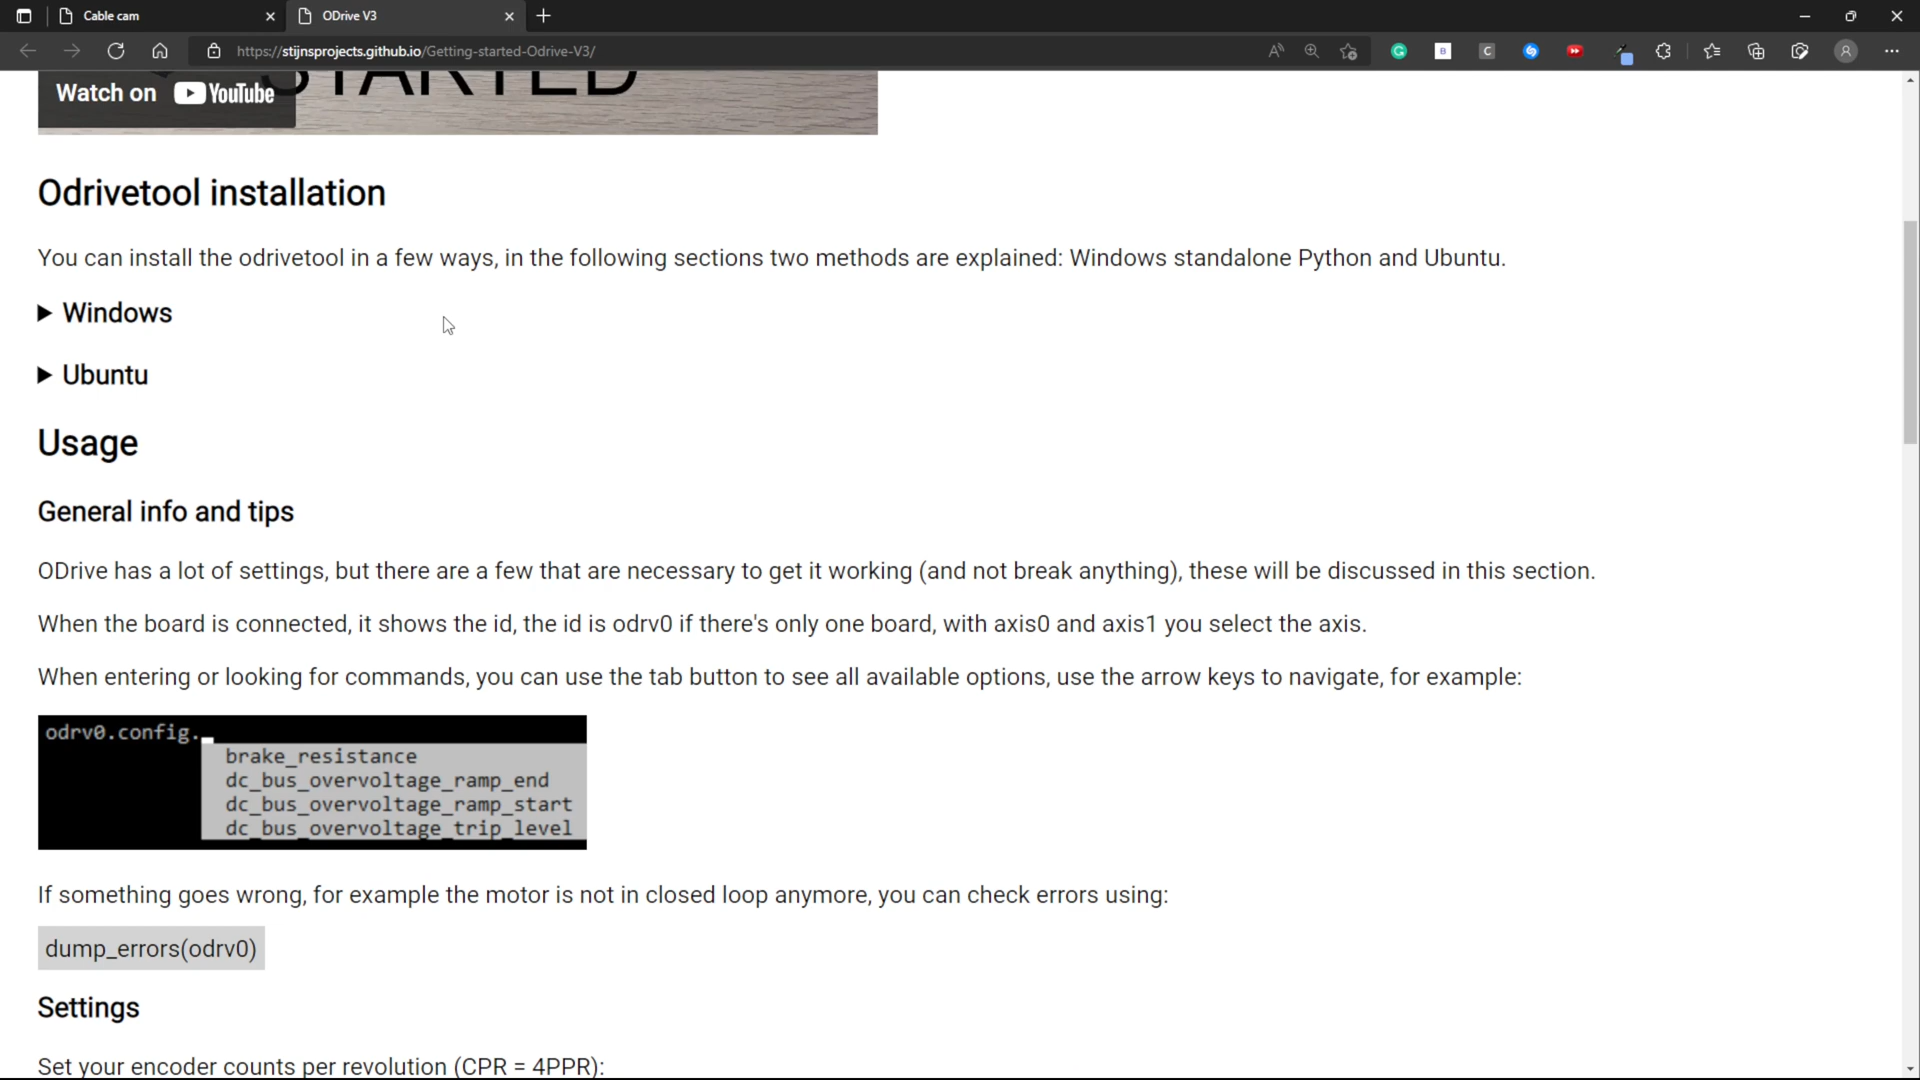 Cable cam
ODrive V3
https://stijnsprojects.github.io/Getting-started-Odrive-V3/
STARTED
Watch on YouTube
Odrivetool installation
You can install the odrivetool in a few ways, in the following sections two methods are explained: Windows standalone Python and Ubuntu.
Windows
Ubuntu
Usage
General info and tips
ODrive has a lot of settings, but there are a few that are necessary to get it working (and not break anything), these will be discussed in this section.
When the board is connected, it shows the id, the id is odrv0 if there's only one board, with axis0 and axis1 you select the axis.
When entering or looking for commands, you can use the tab button to see all available options, use the arrow keys to navigate, for example:
odrv0.config._
brake_resistance
dc_bus_overvoltage_ramp_end
dc_bus_overvoltage_ramp_start
dc_bus_overvoltage_trip_level
If something goes wrong, for example the motor is not in closed loop anymore, you can check errors using:
dump_errors(odrv0)
Settings
Set your encoder counts per revolution (CPR = 4PPR):